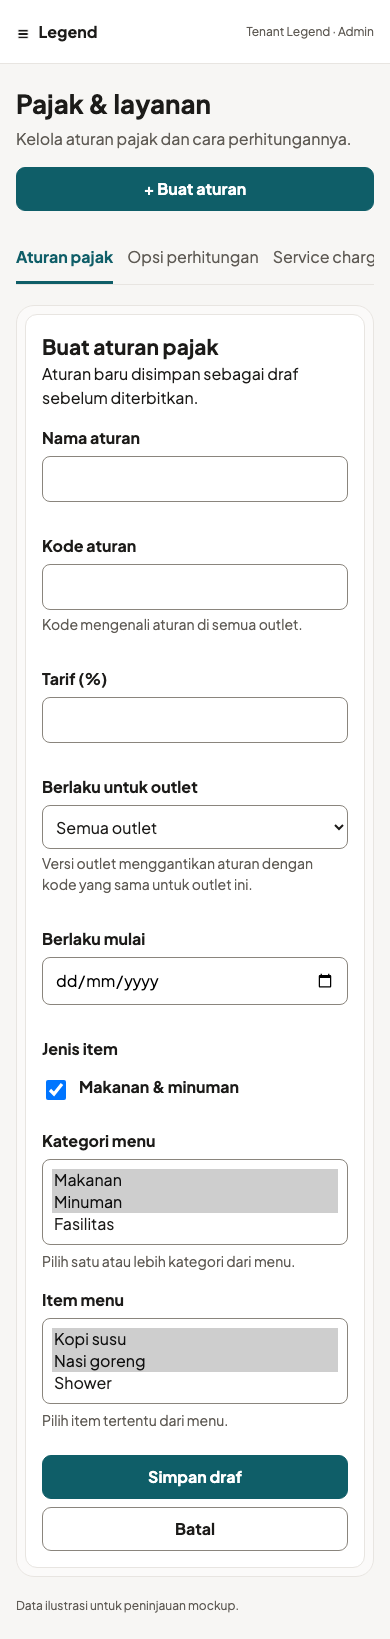 ≡ Legend
Tenant Legend · Admin
Pajak & layanan
Kelola aturan pajak dan cara perhitungannya.
+ Buat aturan
Aturan pajak Opsi perhitungan Service charg
Buat aturan pajak
Aturan baru disimpan sebagai draf
sebelum diterbitkan.
Nama aturan
Kode aturan
Kode mengenali aturan di semua outlet.
Tarif (%)
Berlaku untuk outlet
Semua outlet
Versi outlet menggantikan aturan dengan
kode yang sama untuk outlet ini.
Berlaku mulai
dd/mm/yyyy
Jenis item
Makanan & minuman
Kategori menu
Makanan
Minuman
Fasilitas
Pilih satu atau lebih kategori dari menu.
Item menu
Kopi susu
Nasi goreng
Shower
Pilih item tertentu dari menu.
Simpan draf
Batal
Data ilustrasi untuk peninjauan mockup.